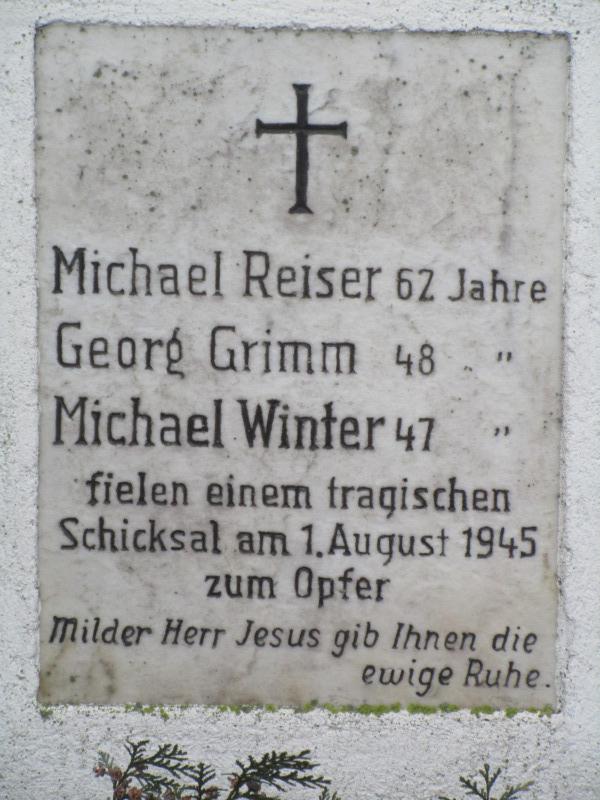 Michael Reiser 62 Jahre
Georg Grimm 48 "
Michael Winter 47 "
fielen einem tragischen
Schicksal am 1. August 1945
zum Opfer
Milder Herr Jesus gib Ihnen die
ewige Ruhe.